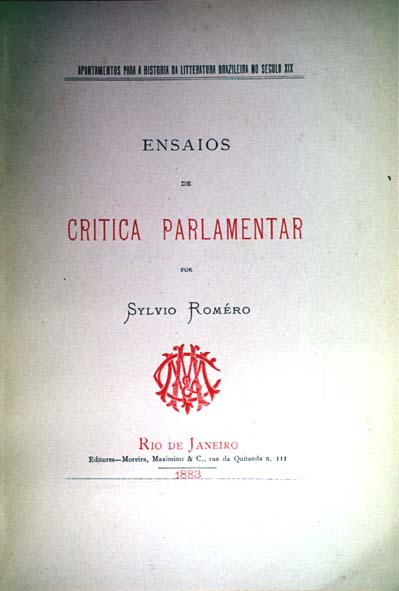 APONTAMENTOS PARA A HISTORIA DA LITTERATURA BRAZILEIRA NO SECULO XIX
ENSAIOS
DE
CRITICA PARLAMENTAR
POR
SYLVIO ROMÉRO
RIO DE JANEIRO
Editores—Moreira, Maximino & C., rua da Quitanda n. 111
1883